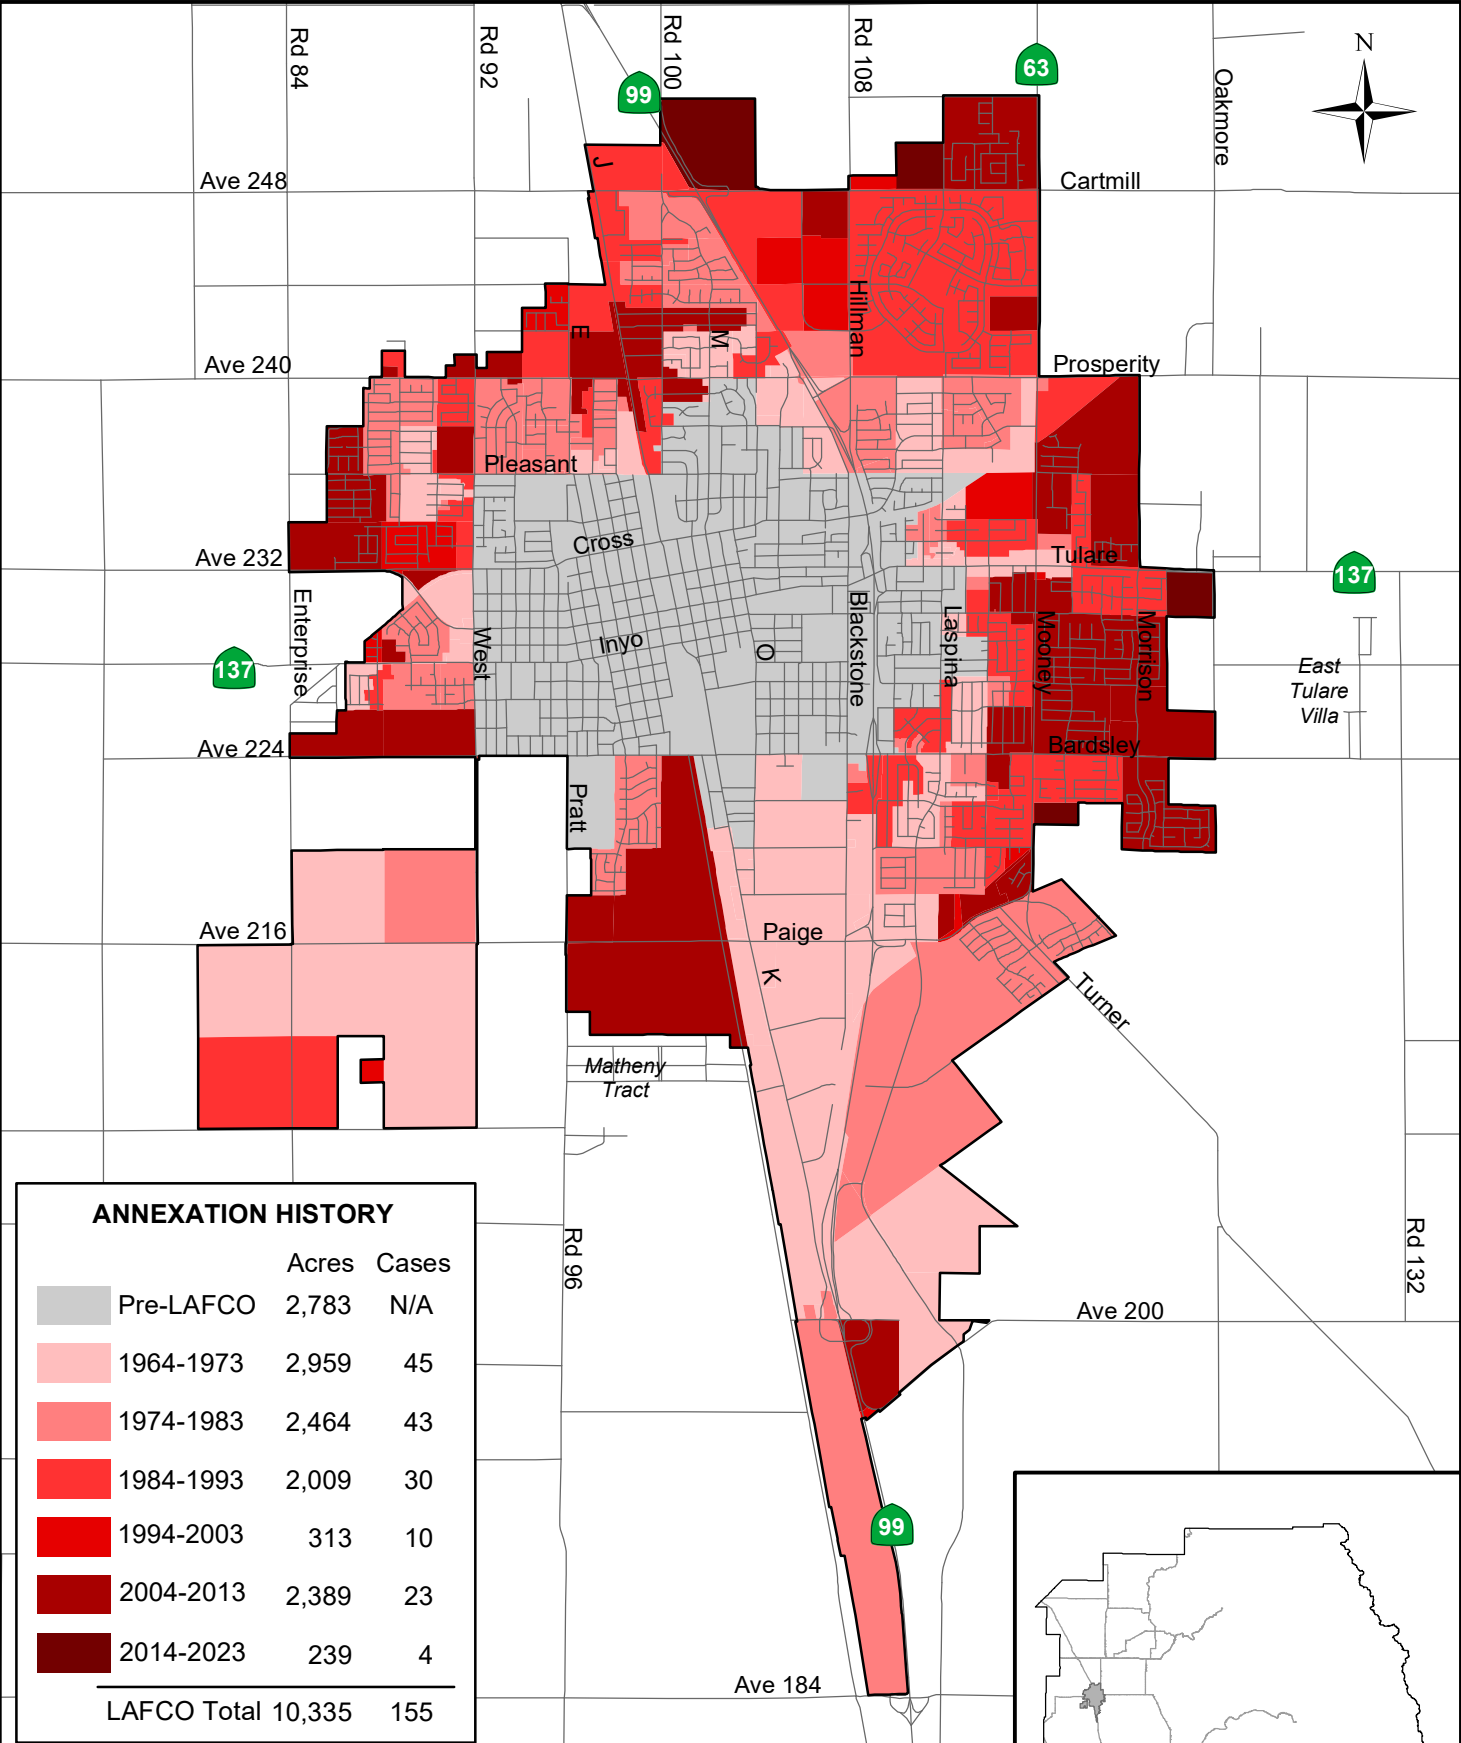 Rd 84
Rd 92
Rd 100
Rd 108
63
Oakmore
N
99
J
Ave 248
Cartmill
Hillman
E
M
Ave 240
Prosperity
Pleasant
Cross
Ave 232
Tulare
137
Enterprise
West
Inyo
O
Blackstone
Laspina
Mooney
Morrison
137
East
Tulare
Villa
Ave 224
Bardsley
Pratt
Ave 216
Paige
K
Turner
Matheny
Tract
Rd 96
Rd 132
Ave 200
99
Ave 184
ANNEXATION HISTORY
Acres Cases
Pre-LAFCO 2,783 N/A
1964-1973 2,959 45
1974-1983 2,464 43
1984-1993 2,009 30
1994-2003 313 10
2004-2013 2,389 23
2014-2023 239 4
LAFCO Total 10,335 155